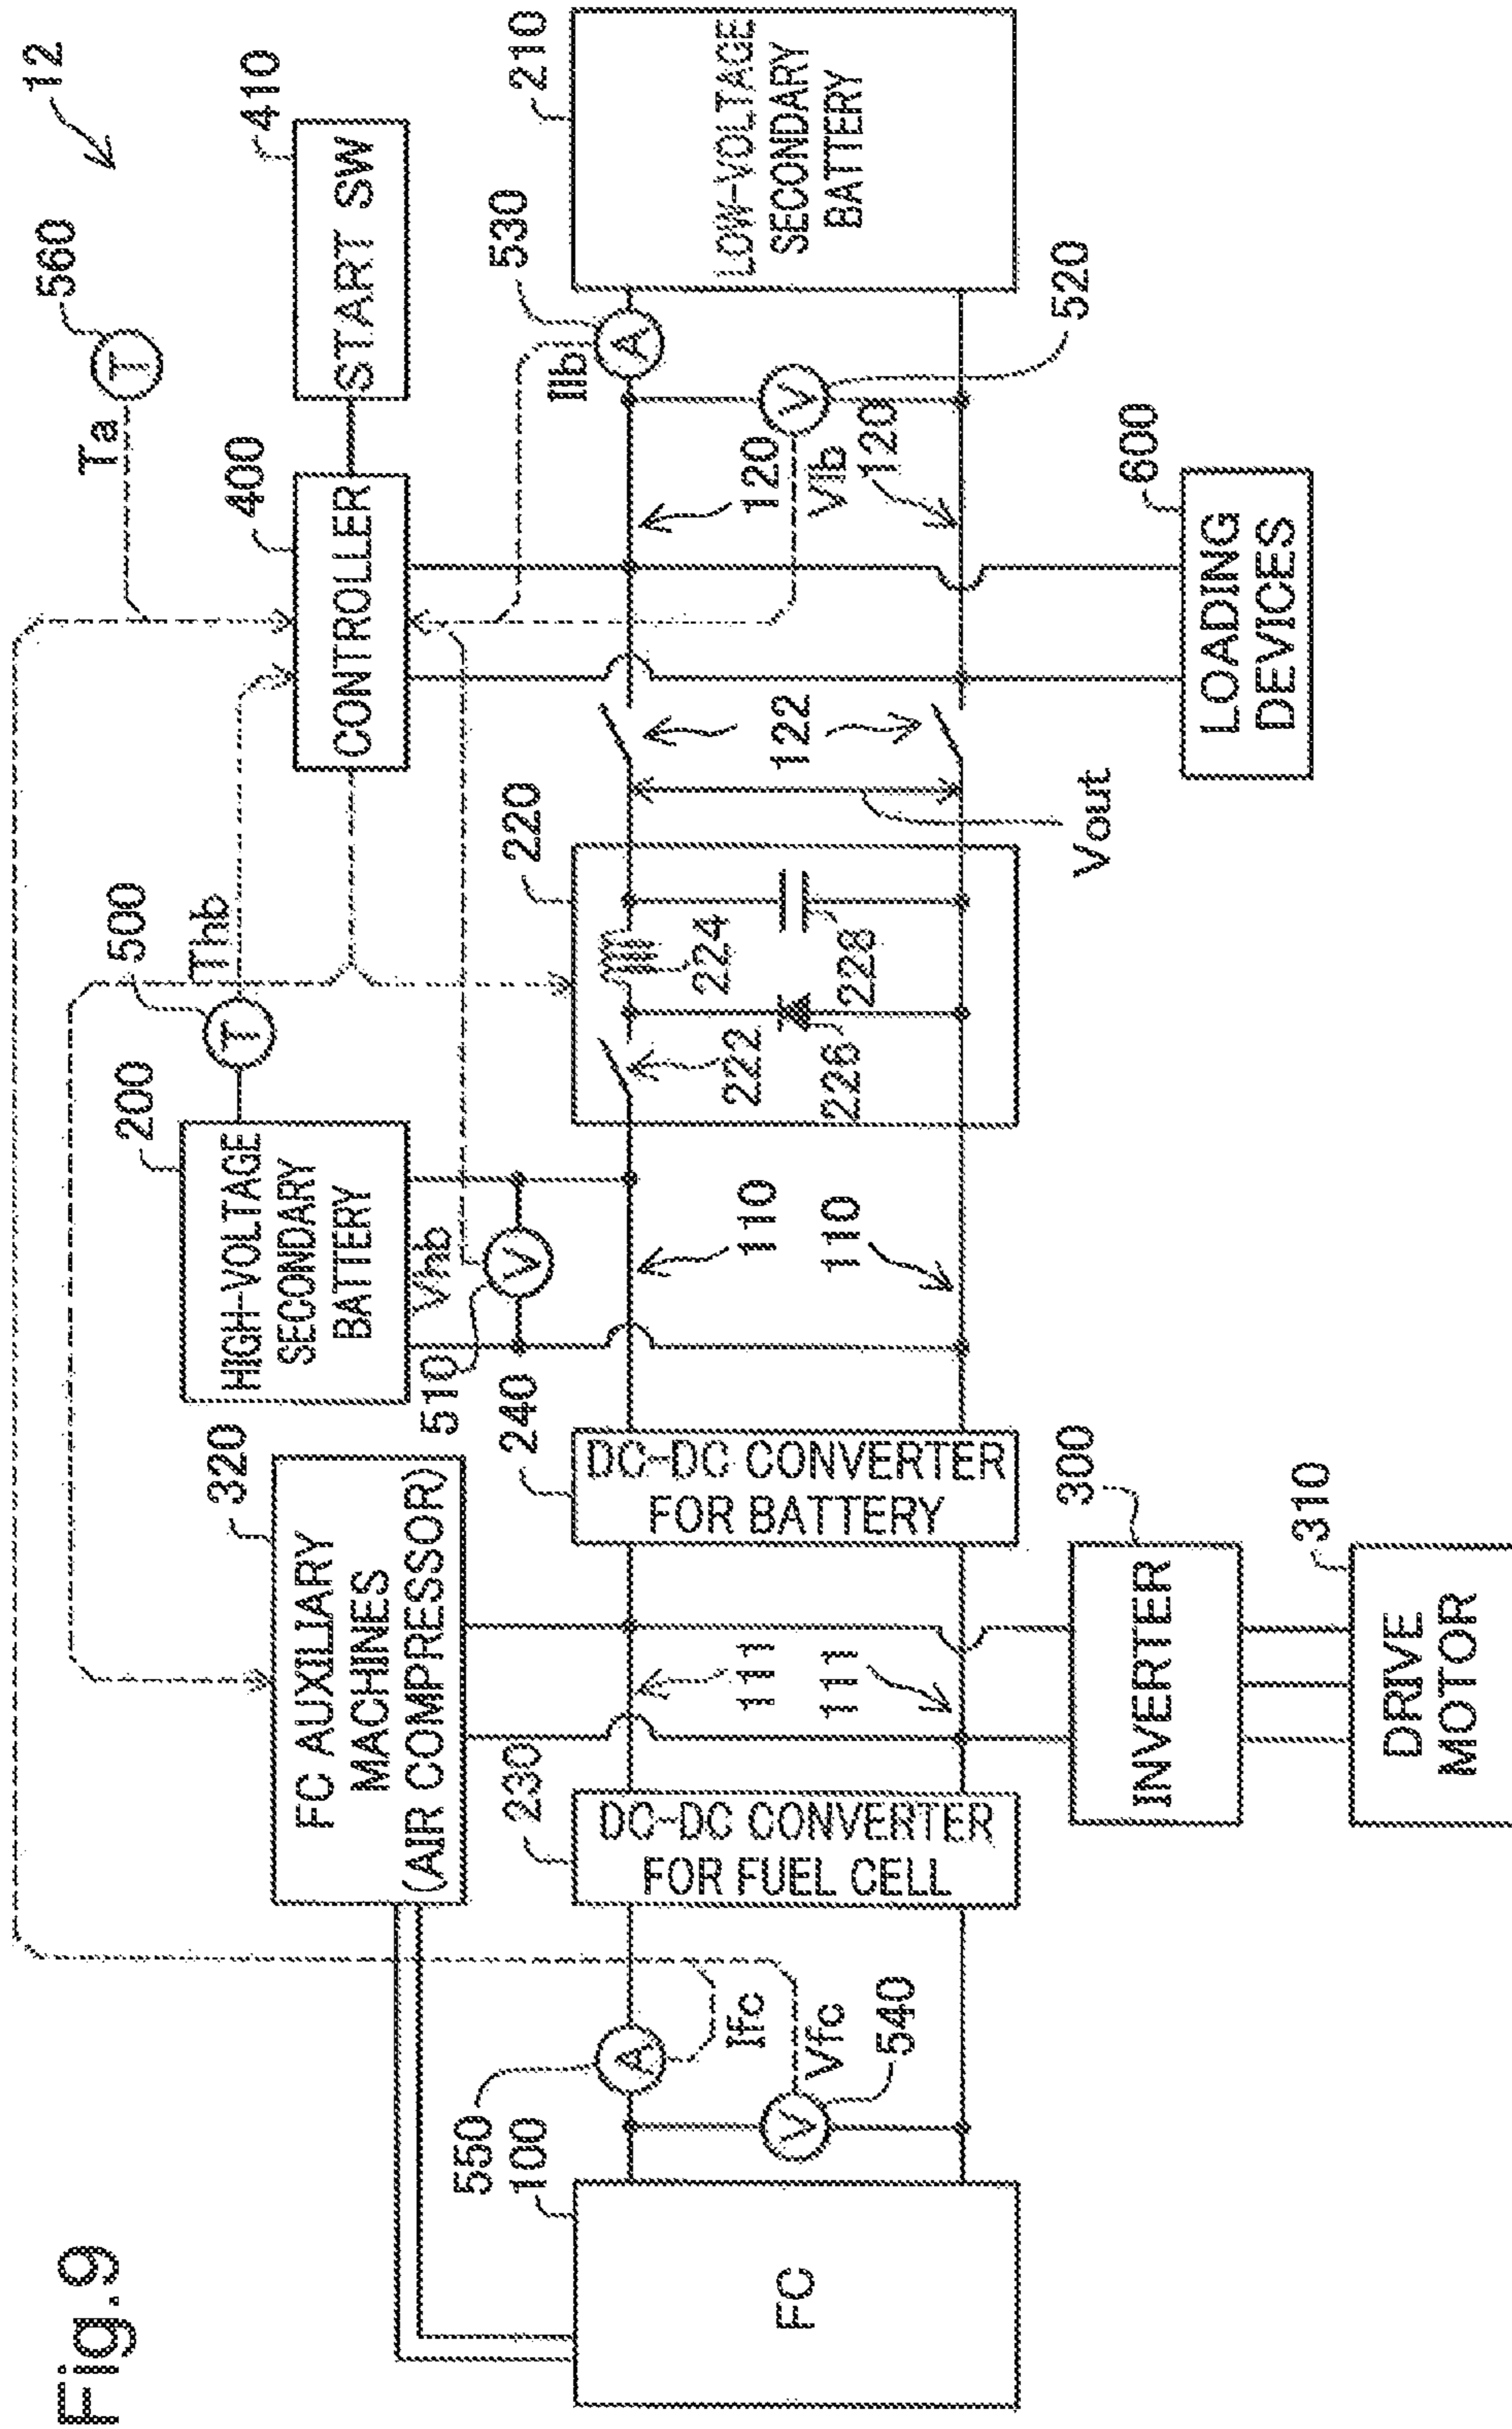 Fig.9
12
560
T
Ta
410
START SW
400
CONTROLLER
500
T
Thb
200
HIGH-VOLTAGE
SECONDARY
BATTERY
320
FC AUXILIARY
MACHINES
(AIR COMPRESSOR)
510
V
Vhb
550
A
Ifc
100
FC
V
Vfc
540
230
DC-DC CONVERTER
FOR FUEL CELL
111
111
240
DC-DC CONVERTER
FOR BATTERY
110
110
220
222
224
226
228
Vout
122
120
120
530
A
Ilb
V
Vlb
520
210
LOW-VOLTAGE
SECONDARY
BATTERY
300
INVERTER
310
DRIVE
MOTOR
600
LOADING
DEVICES